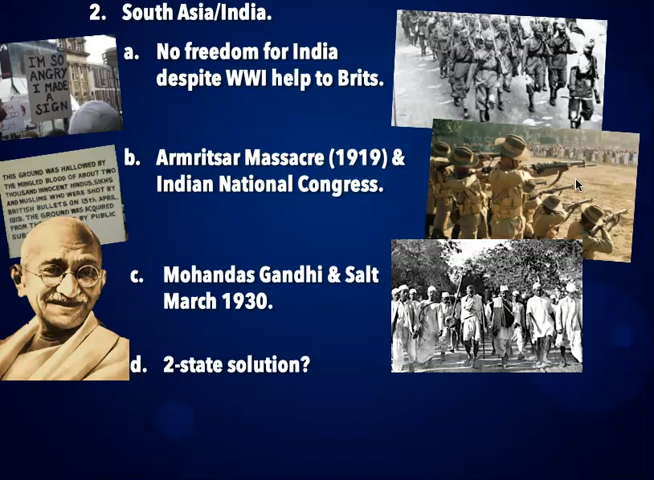 2. South Asia/India.
a. No freedom for India
despite WWI help to Brits.
I'M SO
ANGRY I
MADE
A
SIGN
b. Armritsar Massacre (1919) &
Indian National Congress.
THIS GROUND WAS HALLOWED BY
THE MINGLED BLOOD OF ABOUT TWO
THOUSAND INNOCENT HINDUS, SIKHS
AND MUSLIMS WHO WERE SHOT BY
BRITISH BULLETS ON 13TH APRIL
1919. THE GROUND WAS ACQUIRED
FROM BY PUBLIC
c. Mohandas Gandhi & Salt
March 1930.
d. 2-state solution?